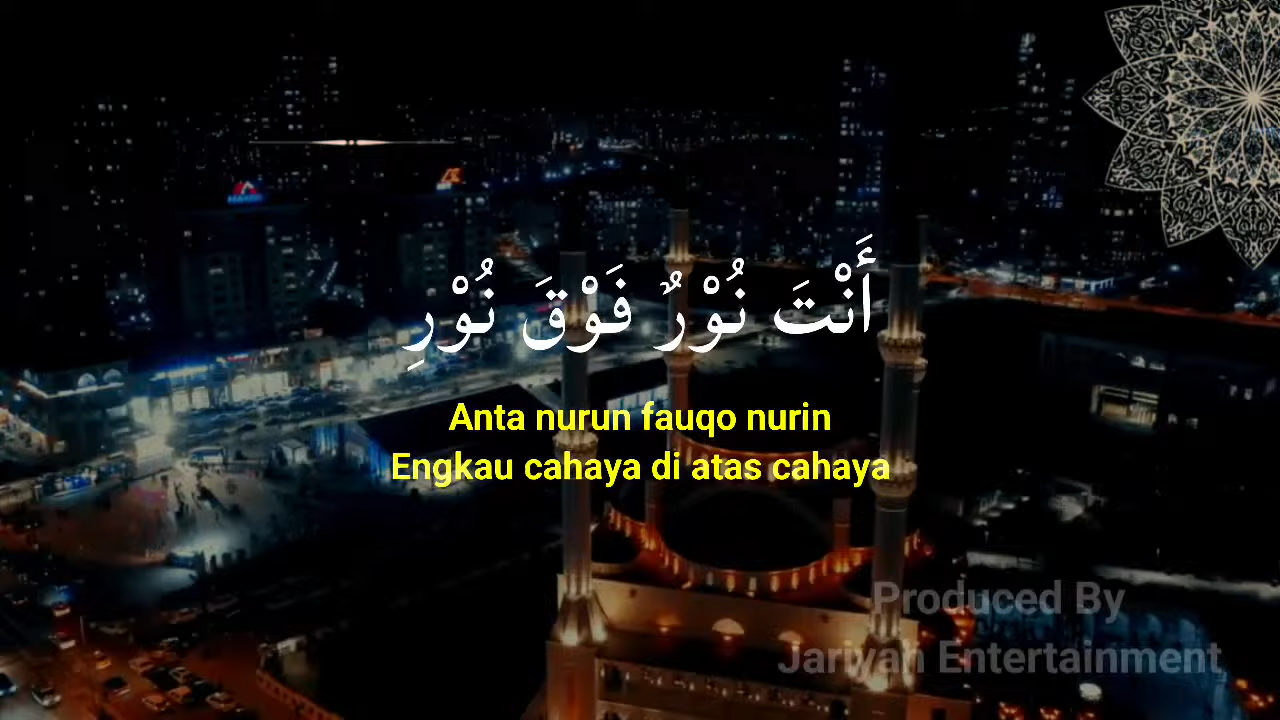 أَنْتَ نُوْرٌ فَوْقَ نُوْرِ
Anta nurun fauqo nurin
Engkau cahaya di atas cahaya
Produced By
Jariyah Entertainment